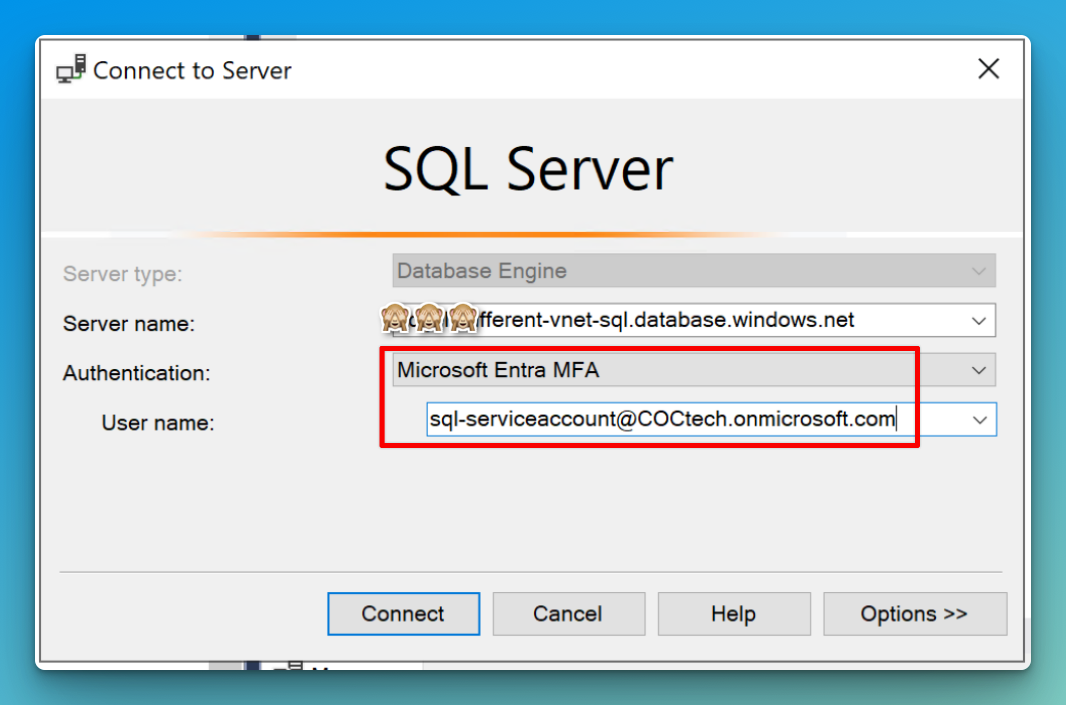 Connect to Server
SQL Server
Server type:
Database Engine
Server name:
fferent-vnet-sql.database.windows.net
Authentication:
Microsoft Entra MFA
User name:
sql-serviceaccount@COCtech.onmicrosoft.com
Connect
Cancel
Help
Options >>